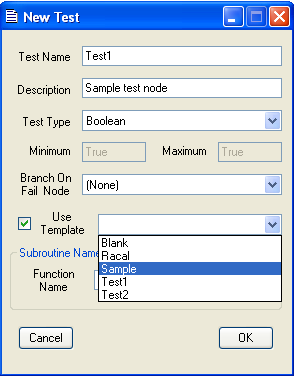 New Test
Test Name Test1
Description Sample test node
Test Type Boolean
Minimum True Maximum True
Branch On
Fail Node (None)
Use
Template
Blank
Racal
Sample
Test1
Test2
Subroutine Name
Function
Name
Cancel OK